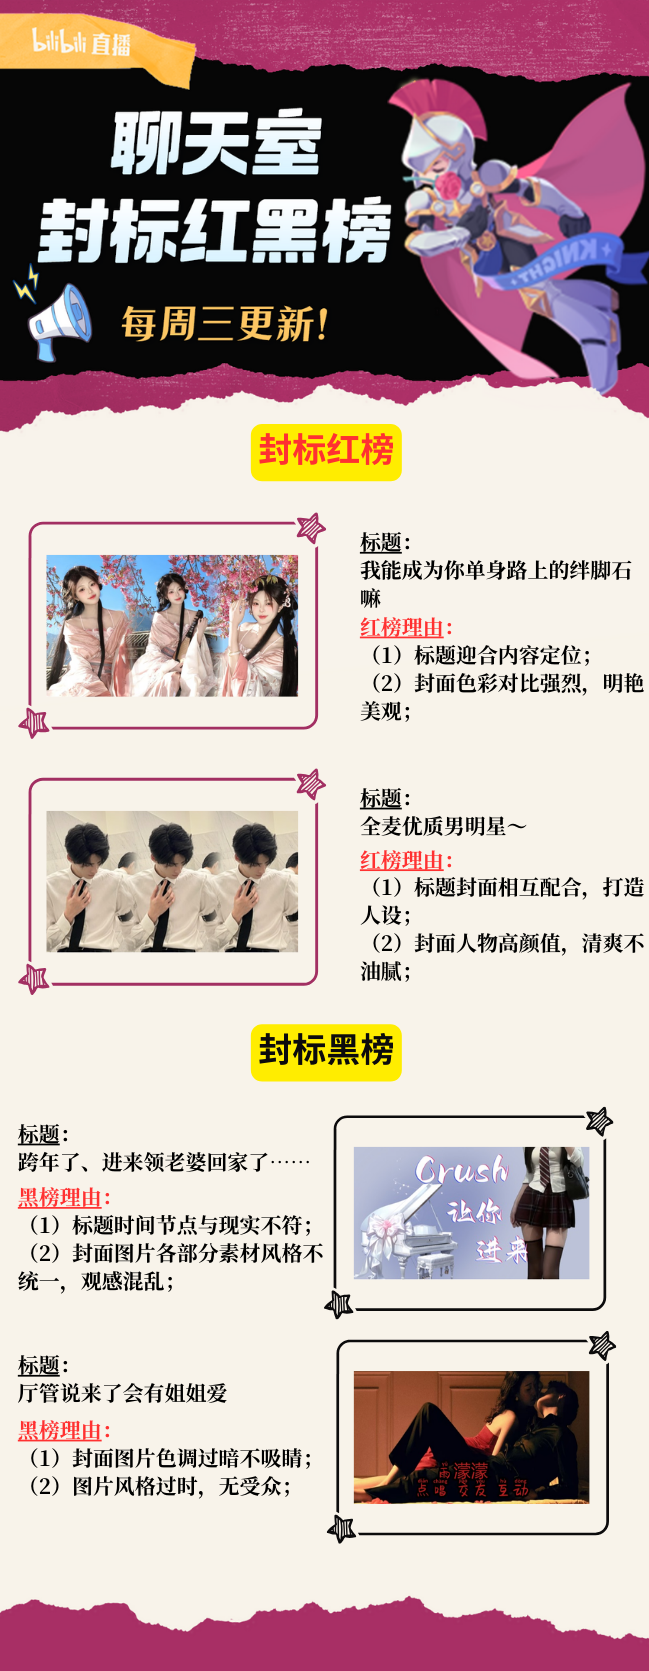 bilibili 直播
聊天室
封标红黑榜
KNIGHT
每周三更新!
封标红榜
标题：
我能成为你单身路上的绊脚石
嘛
红榜理由：
（1）标题迎合内容定位；
（2）封面色彩对比强烈，明艳
美观；
标题：
全麦优质男明星～
红榜理由：
（1）标题封面相互配合，打造
人设；
（2）封面人物高颜值，清爽不
油腻；
封标黑榜
标题：
跨年了、进来领老婆回家了……
黑榜理由：
（1）标题时间节点与现实不符；
（2）封面图片各部分素材风格不
统一，观感混乱；
Crush
让你
进来
标题：
厅管说来了会有姐姐爱
黑榜理由：
（1）封面图片色调过暗不吸睛；
（2）图片风格过时，无受众；
雨濛濛
点唱 交友 互动